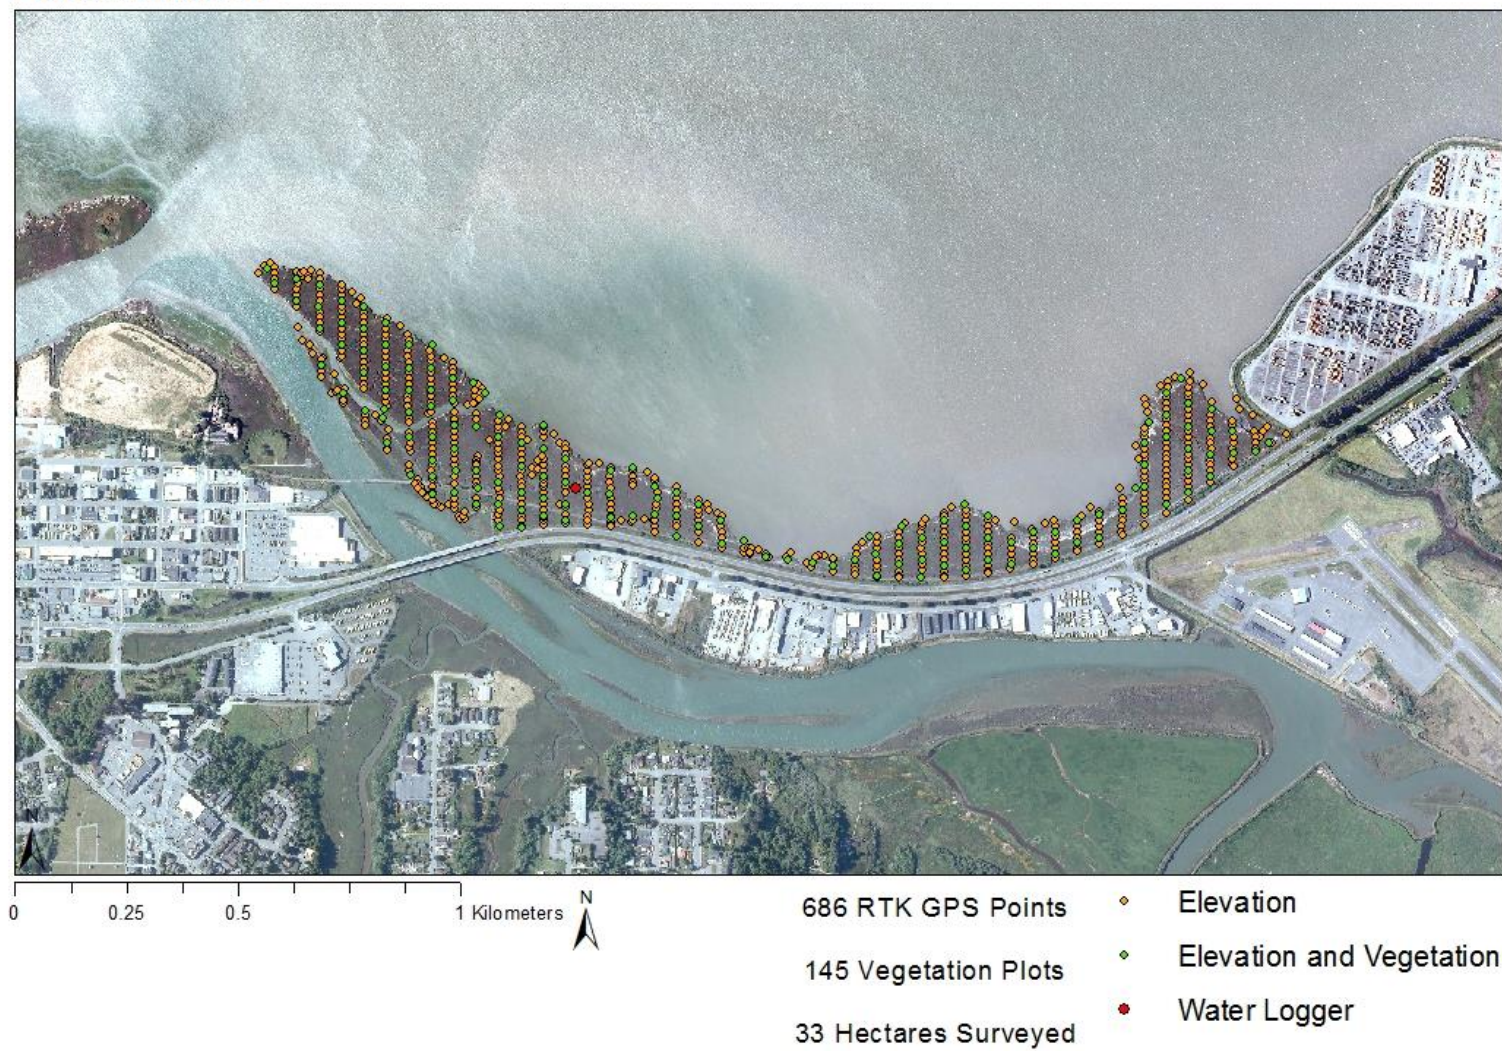 N
0 0.25 0.5 1 Kilometers
N
686 RTK GPS Points
145 Vegetation Plots
33 Hectares Surveyed
Elevation
Elevation and Vegetation
Water Logger